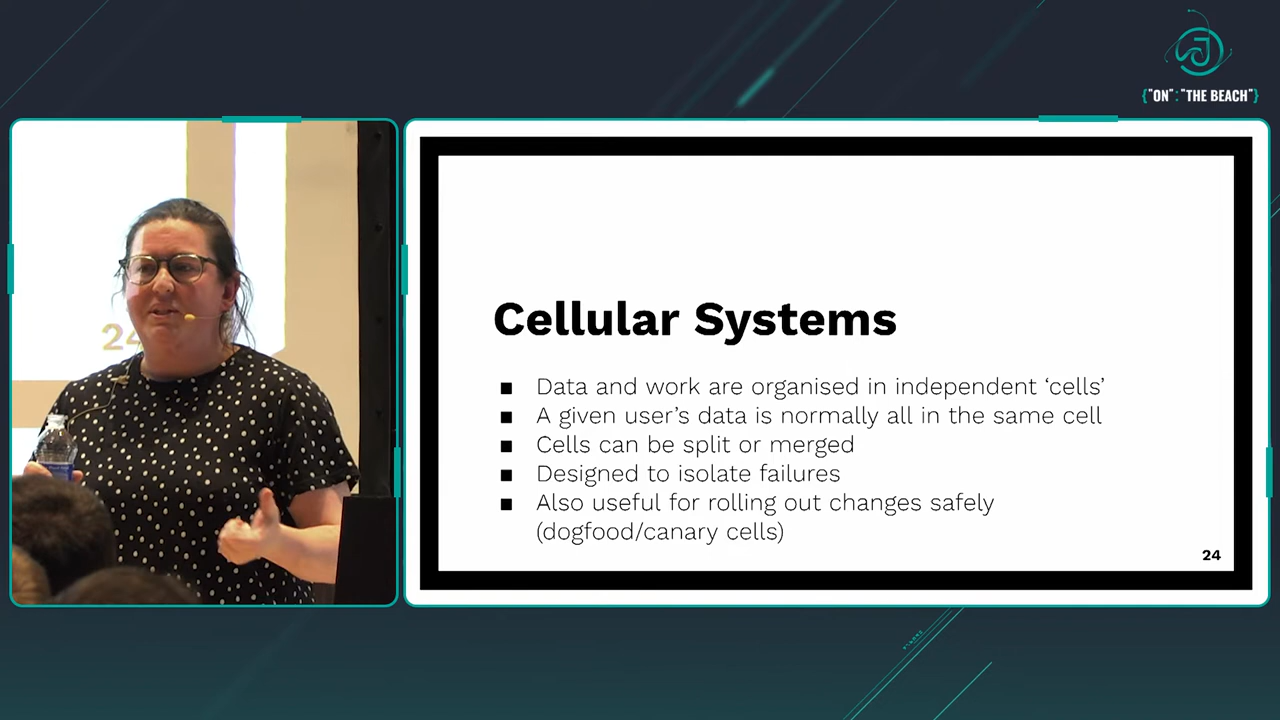 {"ON":"THE BEACH"}
24
Cellular Systems
■ Data and work are organised in independent ‘cells’
■ A given user’s data is normally all in the same cell
■ Cells can be split or merged
■ Designed to isolate failures
■ Also useful for rolling out changes safely
(dogfood/canary cells)
24